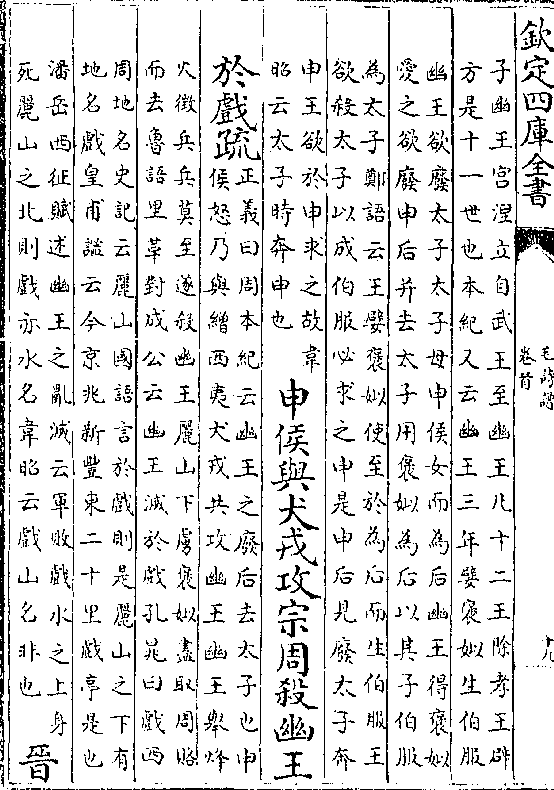 欽定四庫全書
毛詩譜
卷首
十九
子幽王宫湼立自武王至幽王凡十二王除孝王辟
方是十一世也本紀又云幽王三年嬖褒姒生伯服
幽王欲廢太子太子母申侯女而為后幽王得褒姒
愛之欲廢申后并去太子用褒姒為后以其子伯服
為太子鄭語云王嬖褒姒使至於為后而生伯服王
欲殺太子以成伯服必求之申是申后見廢太子奔
申王欲於申求之故韋
昭云太子時奔申也
申侯與犬戎攻宗周殺幽王
於戲疏
正義曰周本紀云幽王之廢后去太子也申
侯怒乃與繒西夷犬戎共攻幽王幽王舉烽
火徵兵兵莫至遂殺幽王麗山下虜褒姒盡取周賂
而去魯語里革對成公云幽王滅於戲孔晁曰戲西
周地名史記云麗山國語言於戲則是麗山之下有
地名戲皇甫謐云今京兆新豐東二十里戲亭是也
潘岳西征賦述幽王之亂滅云軍敗戲水之上身
死麗山之北則戲亦水名韋昭云戲山名非也
晉